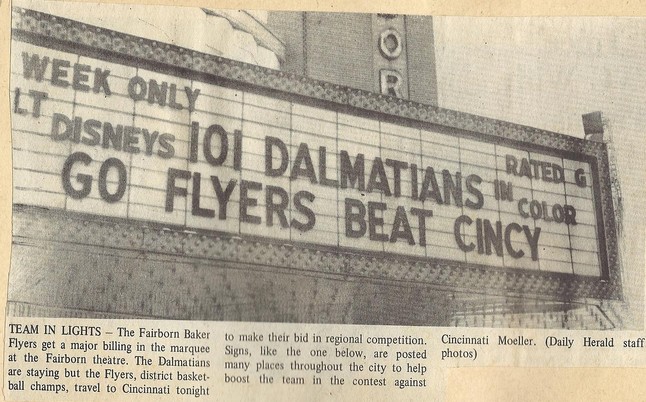 OR
WEEK ONLY
LT DISNEYS 101 DALMATIANS IN COLOR RATED G
GO FLYERS BEAT CINCY
TEAM IN LIGHTS — The Fairborn Baker
Flyers get a major billing in the marquee
at the Fairborn theatre. The Dalmatians
are staying but the Flyers, district basket-
ball champs, travel to Cincinnati tonight
to make their bid in regional competition.
Signs, like the one below, are posted
many places throughout the city to help
boost the team in the contest against
Cincinnati Moeller. (Daily Herald staff
photos)